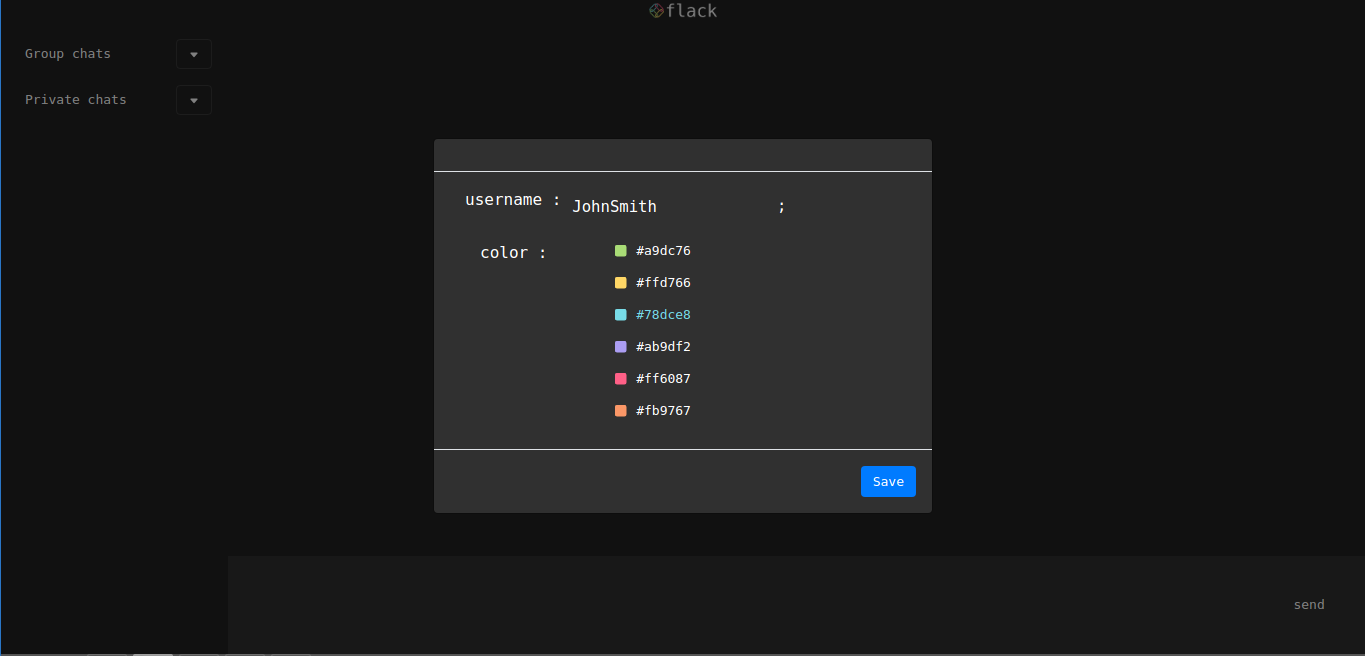 flack
Group chats
Private chats
username : JohnSmith ;
color : #a9dc76
#ffd766
#78dce8
#ab9df2
#ff6087
#fb9767
Save
send